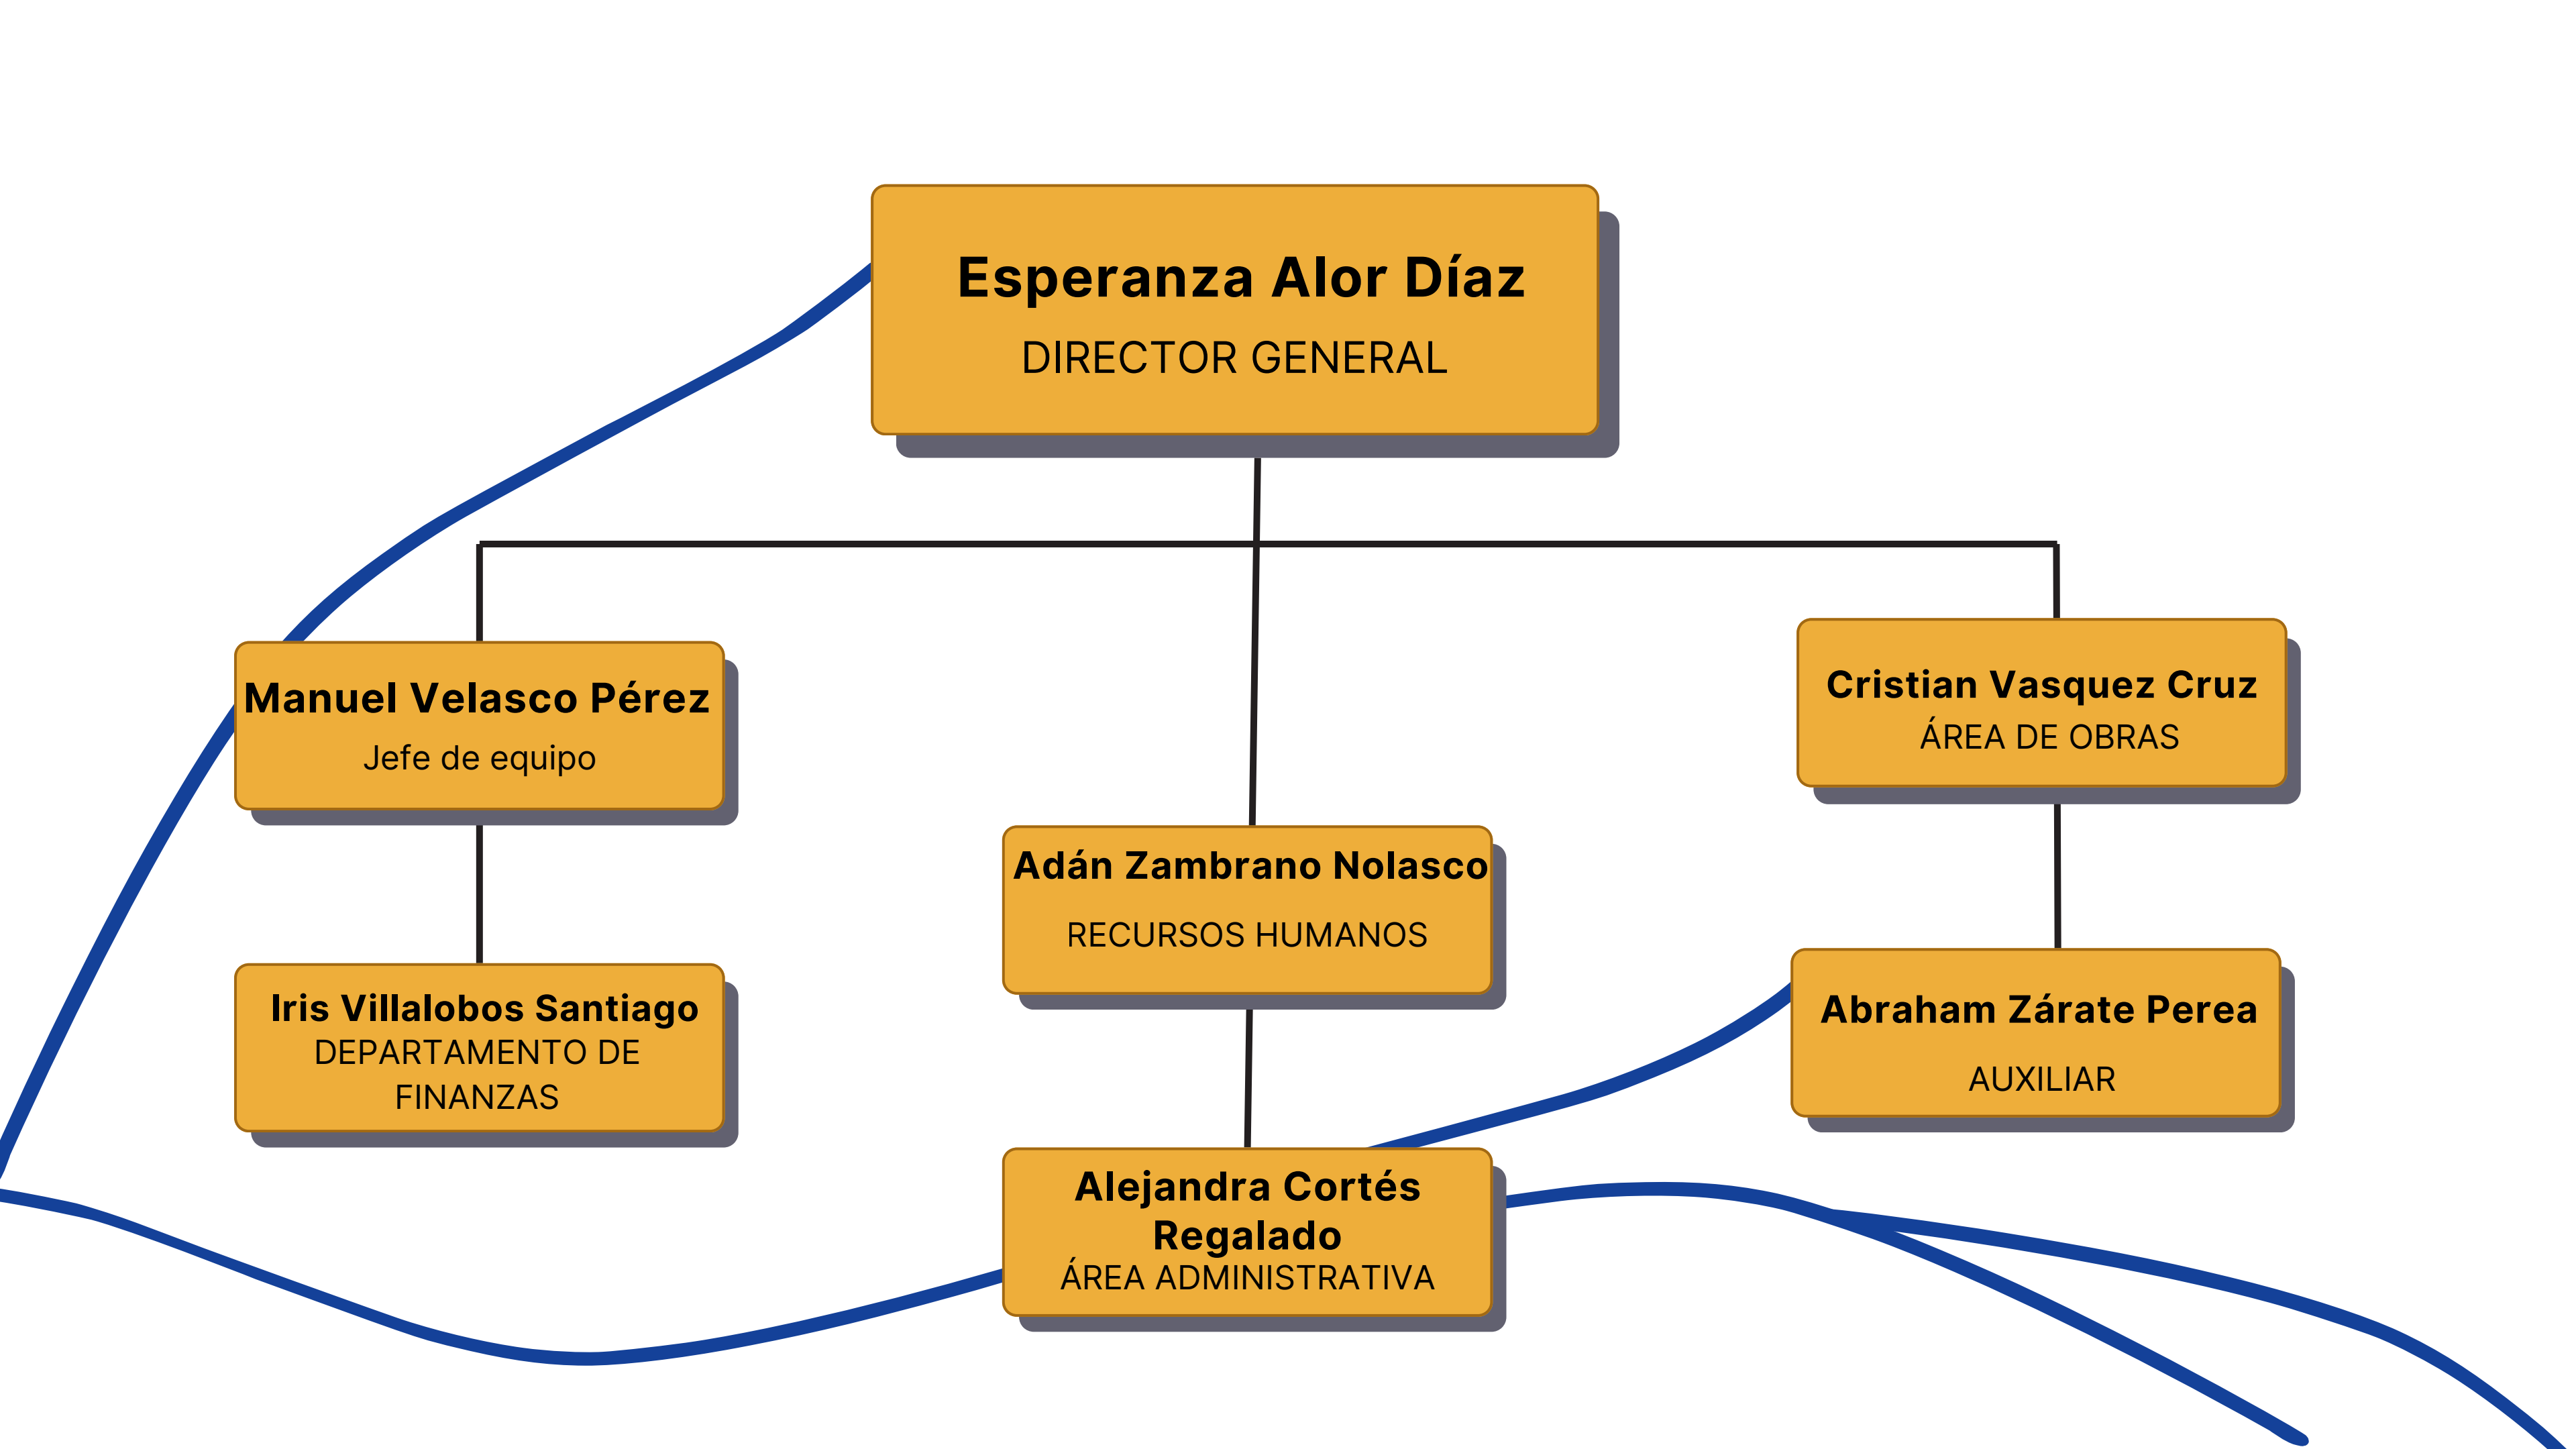 Esperanza Alor Díaz
DIRECTOR GENERAL
Manuel Velasco Pérez
Jefe de equipo
Cristian Vasquez Cruz
ÁREA DE OBRAS
Adán Zambrano Nolasco
RECURSOS HUMANOS
Iris Villalobos Santiago
DEPARTAMENTO DE
FINANZAS
Abraham Zárate Perea
AUXILIAR
Alejandra Cortés
Regalado
ÁREA ADMINISTRATIVA